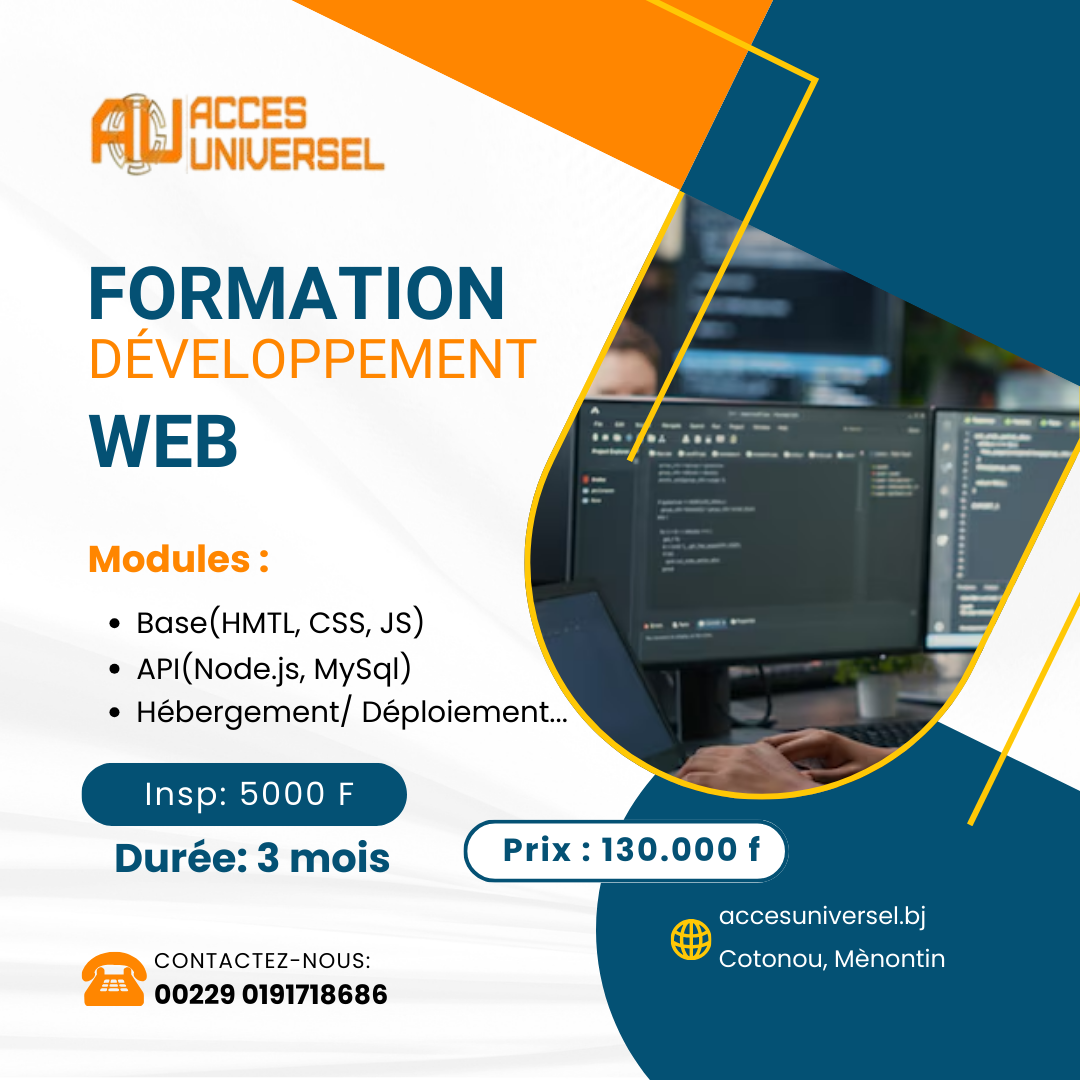 ACCES
UNIVERSEL
FORMATION
DÉVELOPPEMENT
WEB
Modules :
Base(HMTL, CSS, JS)
API(Node.js, MySql)
Hébergement/ Déploiement...
Insp: 5000 F
Durée: 3 mois
Prix : 130.000 f
accesuniversel.bj
Cotonou, Mènontin
CONTACTEZ-NOUS:
00229 0191718686